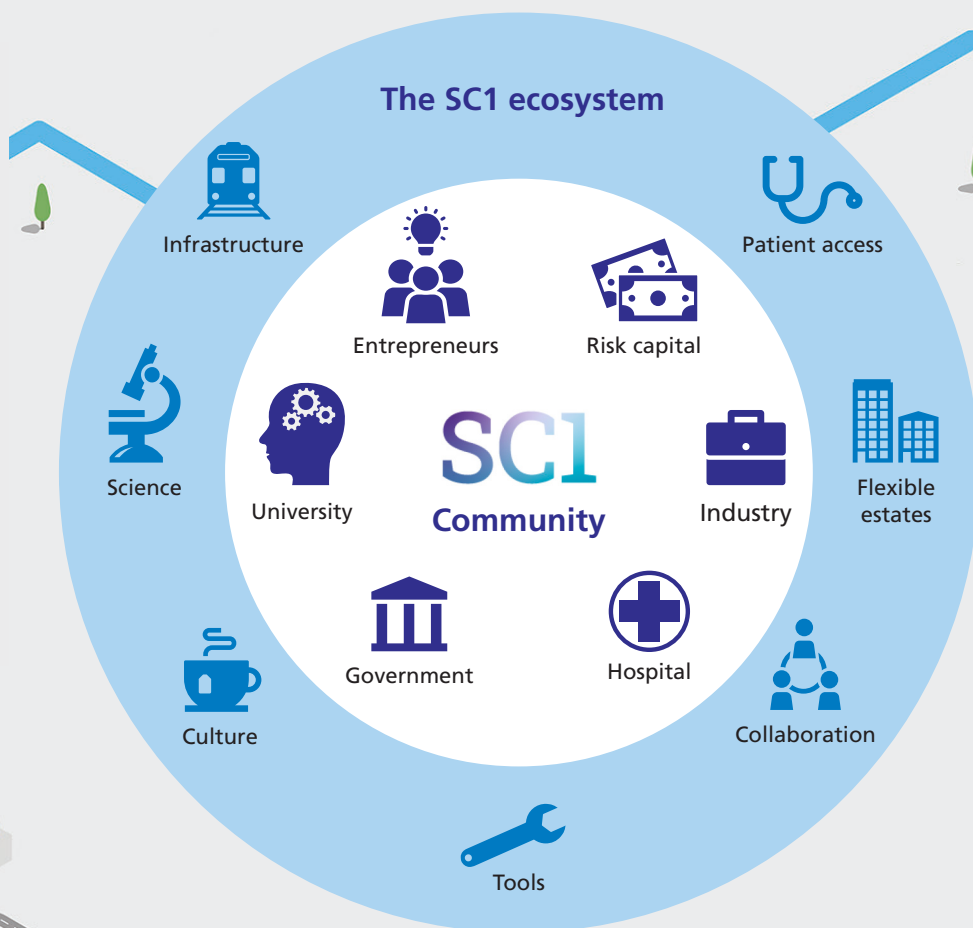 The SC1 ecosystem
Infrastructure
Patient access
Entrepreneurs
Risk capital
Science
University
SC1
Community
Industry
Flexible
estates
Government
Hospital
Culture
Collaboration
Tools